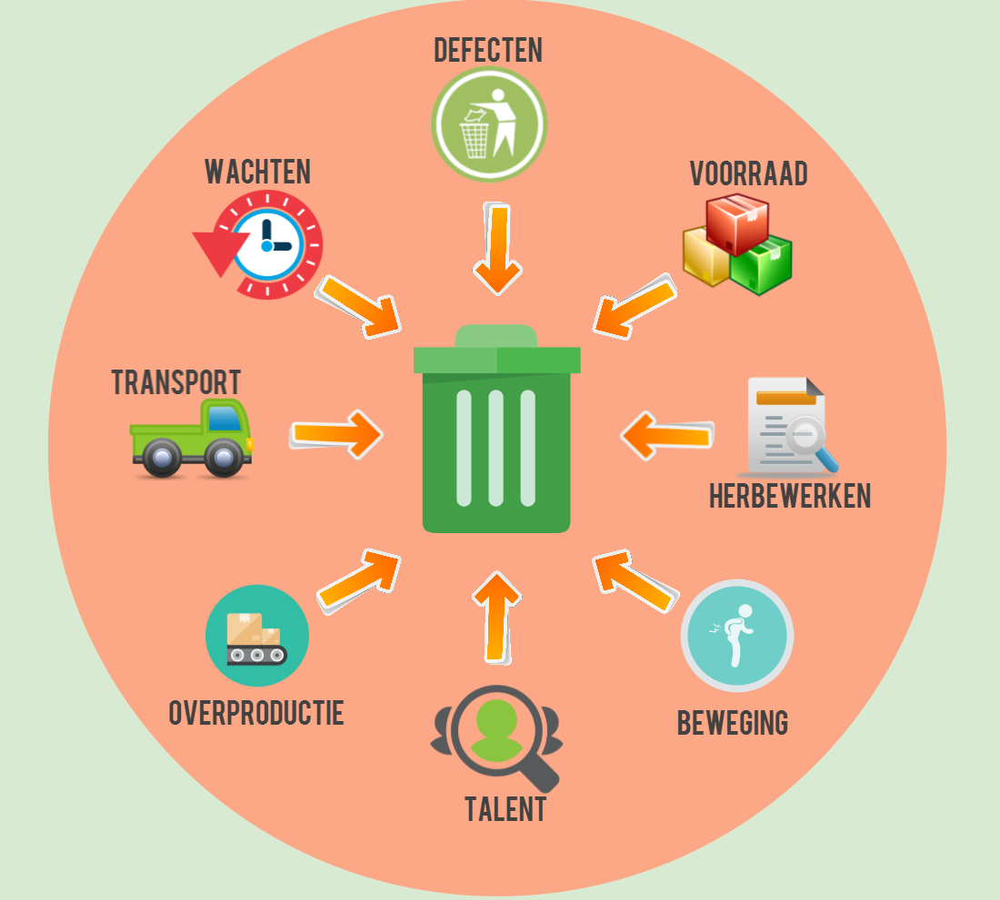 DEFECTEN
WACHTEN
VOORRAAD
TRANSPORT
HERBEWERKEN
OVERPRODUCTIE
BEWEGING
TALENT